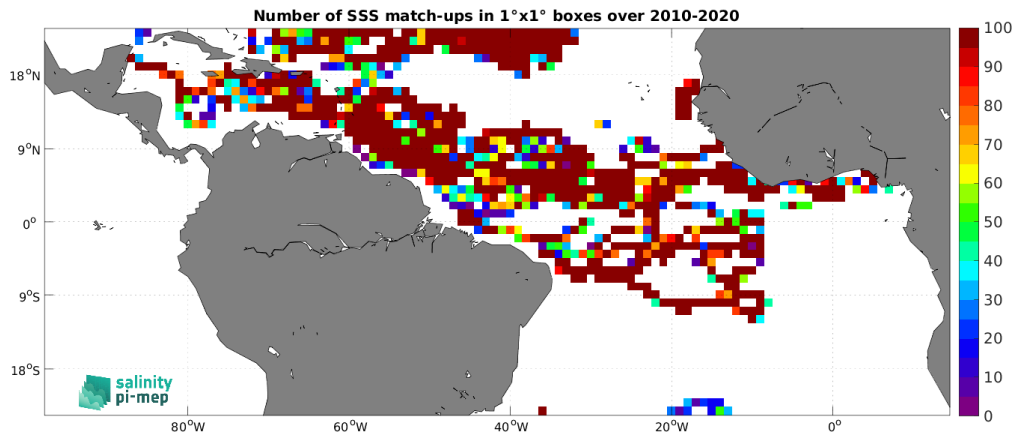 Number of SSS match-ups in 1°x1° boxes over 2010-2020
18°N
9°N
0°
9°S
18°S
80°W
60°W
40°W
20°W
0°
100
90
80
70
60
50
40
30
20
10
0
salinity
pi-mep